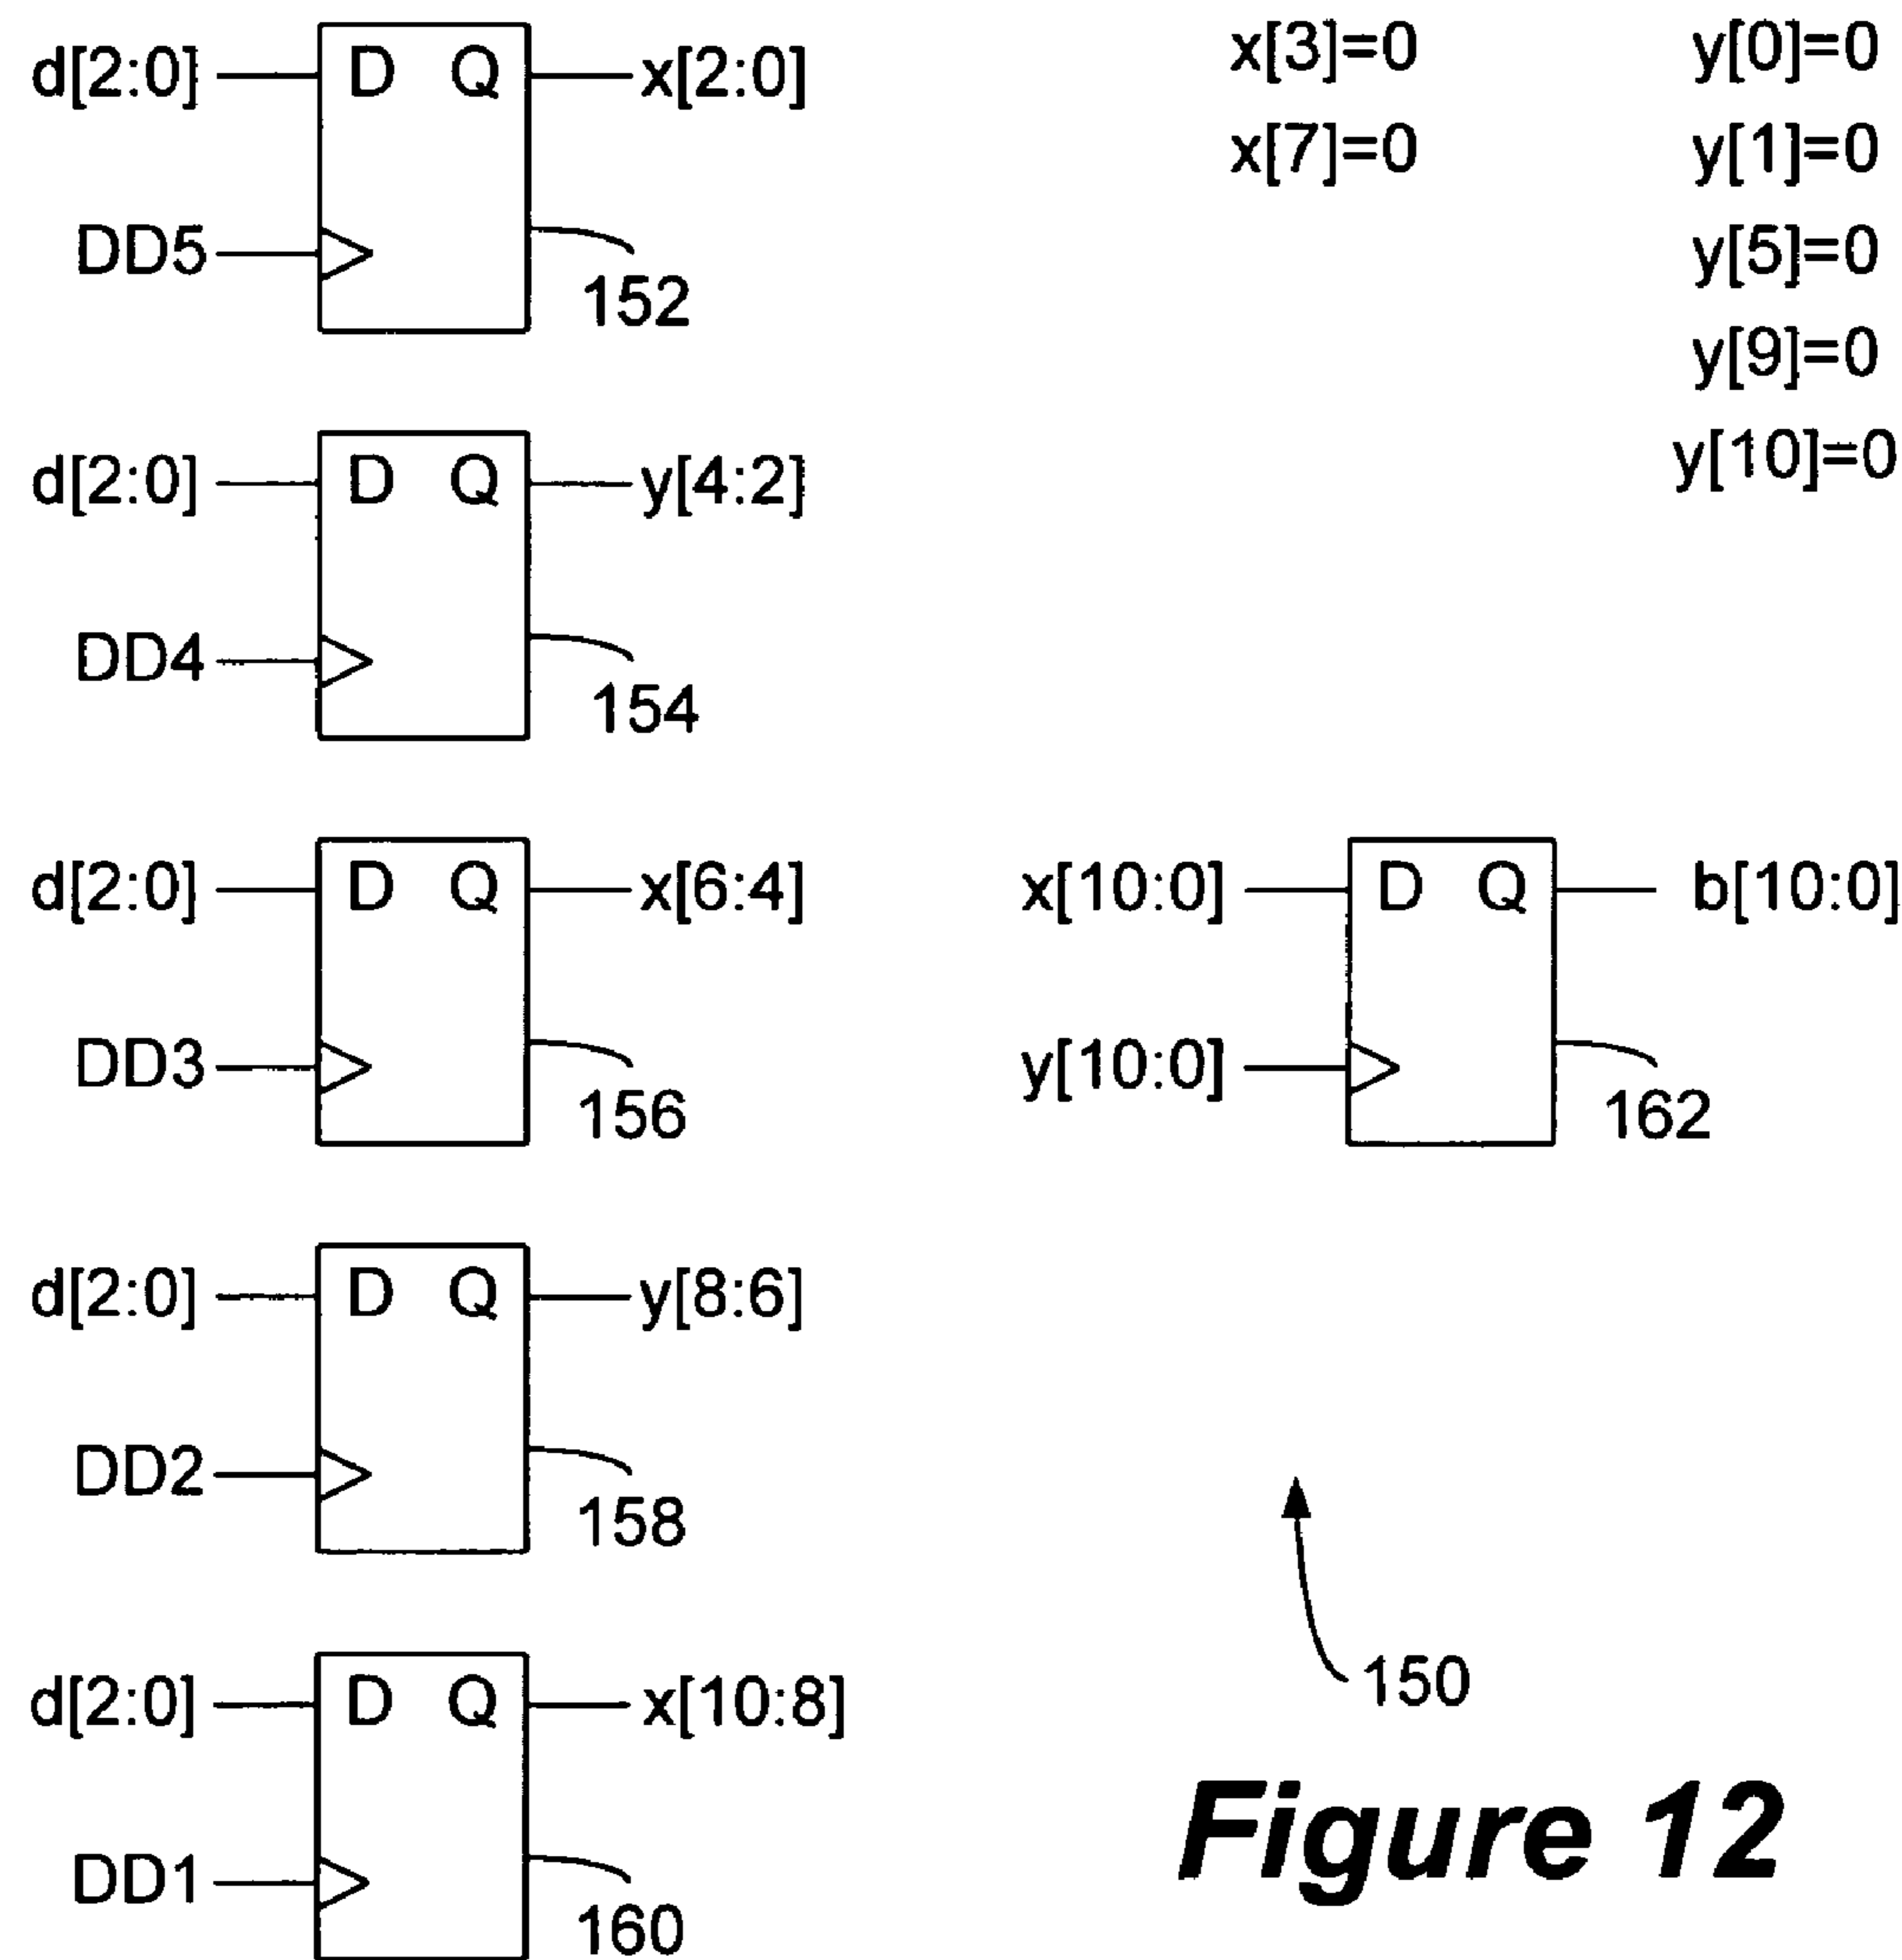 d[2:0] D Q x[2:0]
DD5
152
x[3]=0 y[0]=0
x[7]=0 y[1]=0
y[5]=0
y[9]=0
y[10]=0
d[2:0] D Q y[4:2]
DD4
154
d[2:0] D Q x[6:4]
DD3
156
x[10:0] D Q b[10:0]
y[10:0]
162
d[2:0] D Q y[8:6]
DD2
158
d[2:0] D Q x[10:8]
DD1
160
150
Figure 12